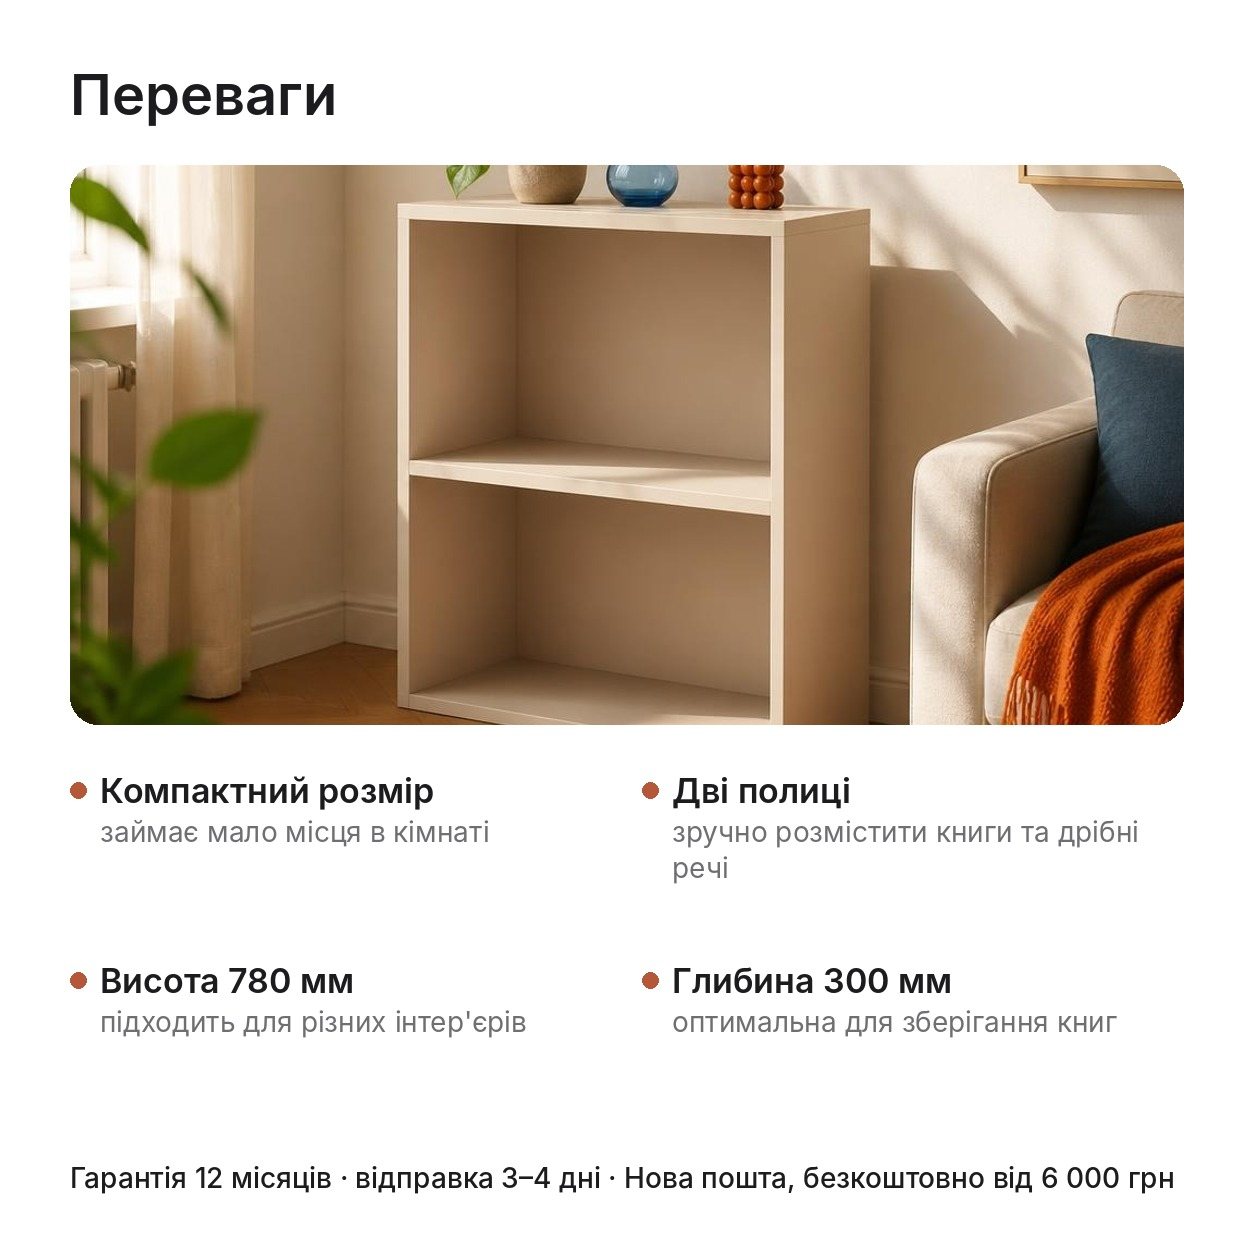 Переваги
Компактний розмір
займає мало місця в кімнаті
Дві полиці
зручно розмістити книги та дрібні
речі
Висота 780 мм
підходить для різних інтер'єрів
Глибина 300 мм
оптимальна для зберігання книг
Гарантія 12 місяців · відправка 3–4 дні · Нова пошта, безкоштовно від 6 000 грн